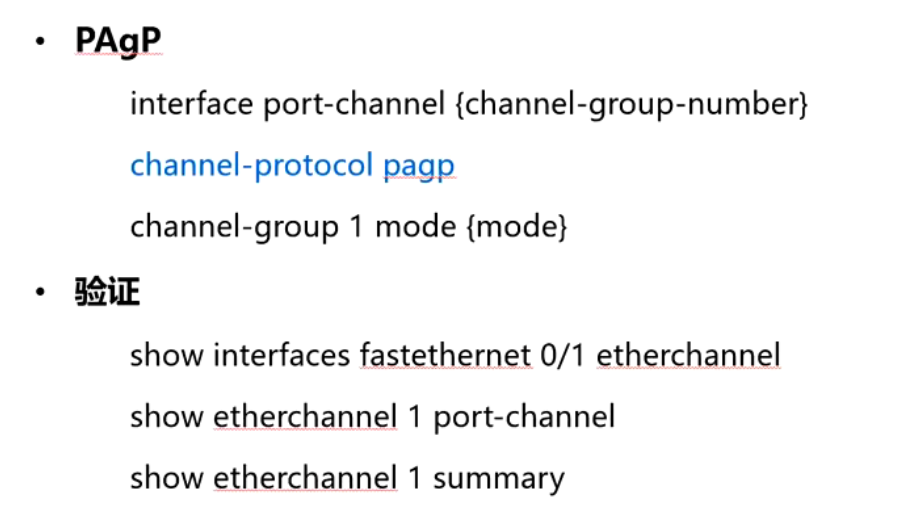 • PAgP
interface port-channel {channel-group-number}
channel-protocol pagp
channel-group 1 mode {mode}
• 验证
show interfaces fastethernet 0/1 etherchannel
show etherchannel 1 port-channel
show etherchannel 1 summary